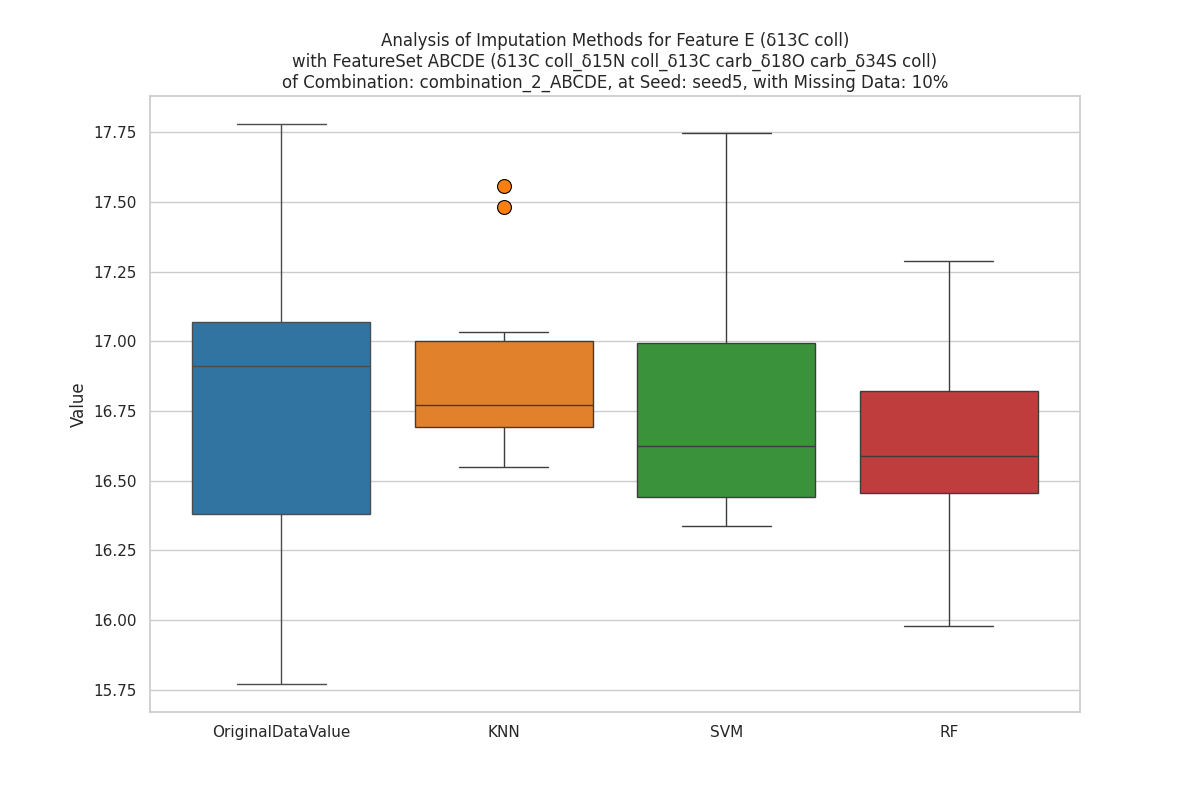 Analysis of Imputation Methods for Feature E (δ13C coll)
with FeatureSet ABCDE (δ13C coll_δ15N coll_δ13C carb_δ18O carb_δ34S coll)
of Combination: combination_2_ABCDE, at Seed: seed5, with Missing Data: 10%
17.75
17.50
17.25
17.00
16.75
16.50
16.25
16.00
15.75
Value
OriginalDataValue
KNN
SVM
RF